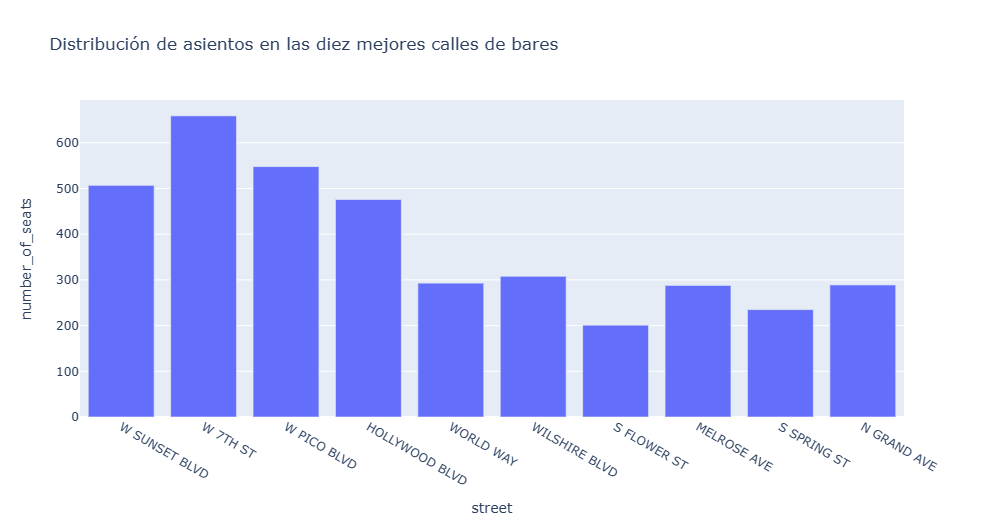 Distribución de asientos en las diez mejores calles de bares
number_of_seats
600
500
400
300
200
100
0
W SUNSET BLVD
W 7TH ST
W PICO BLVD
HOLLYWOOD BLVD
WORLD WAY
WILSHIRE BLVD
S FLOWER ST
MELROSE AVE
S SPRING ST
N GRAND AVE
street